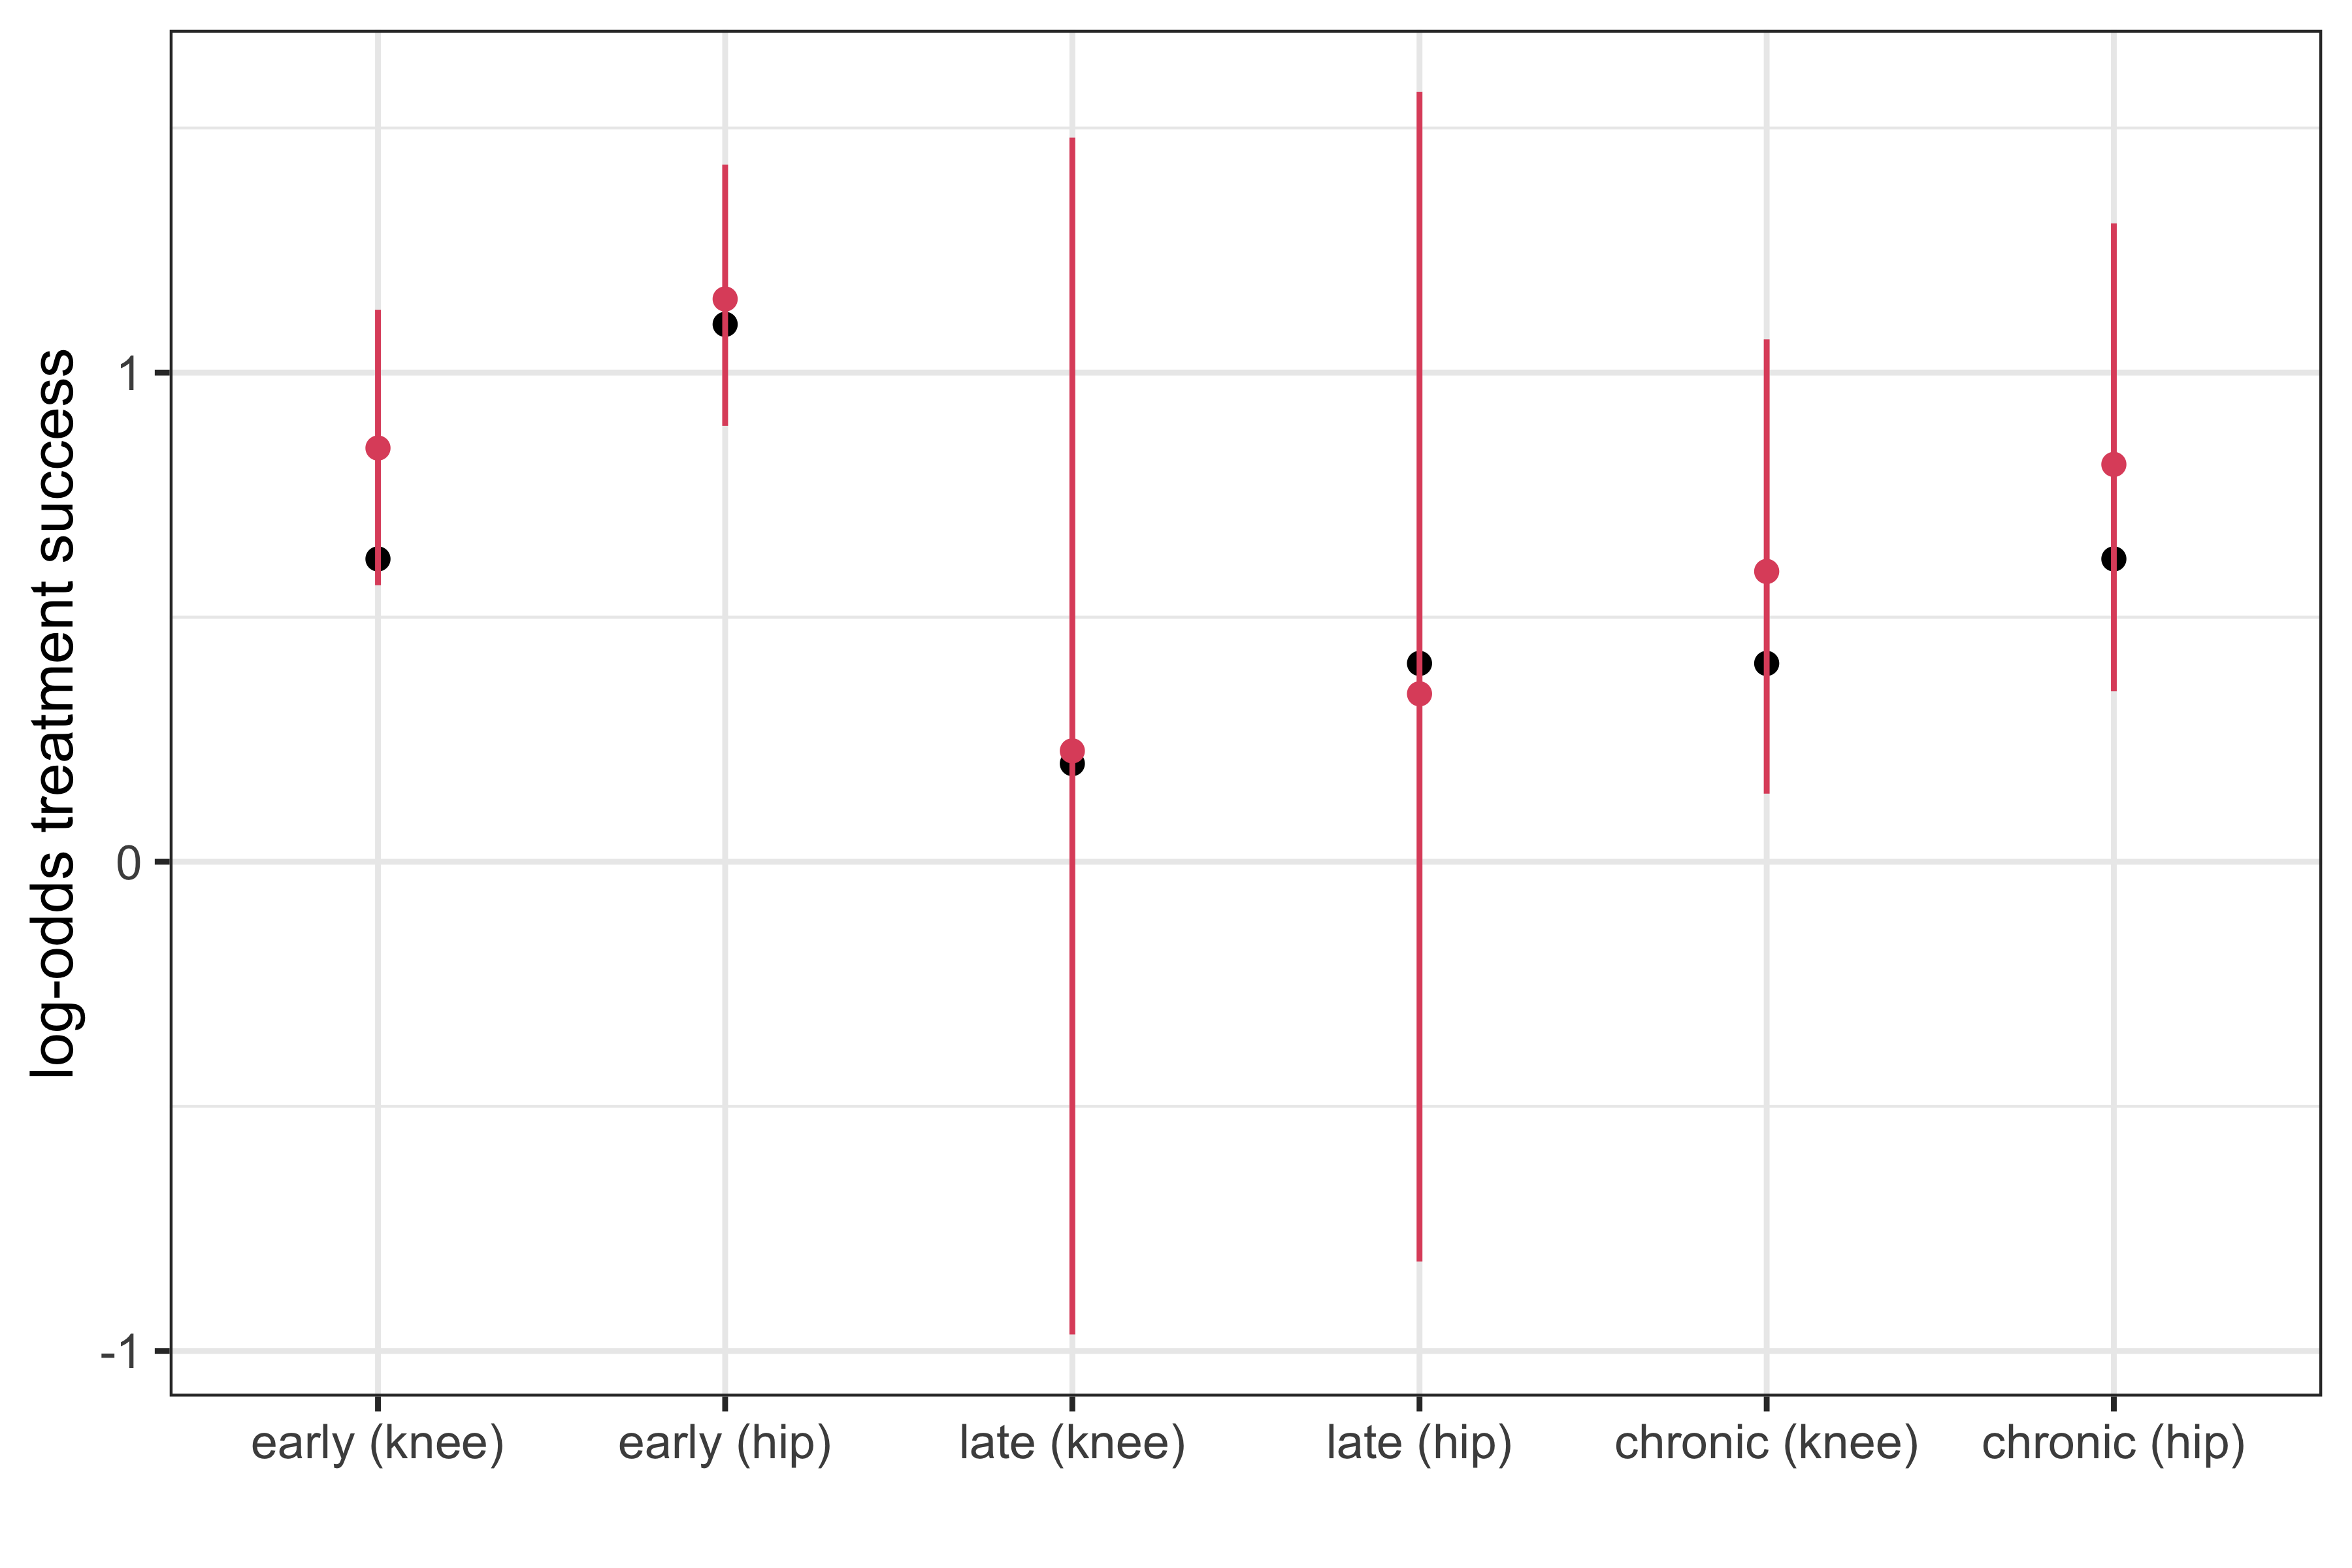 log-odds treatment success
1
0
-1
early (knee)
early (hip)
late (knee)
late (hip)
chronic (knee)
chronic (hip)